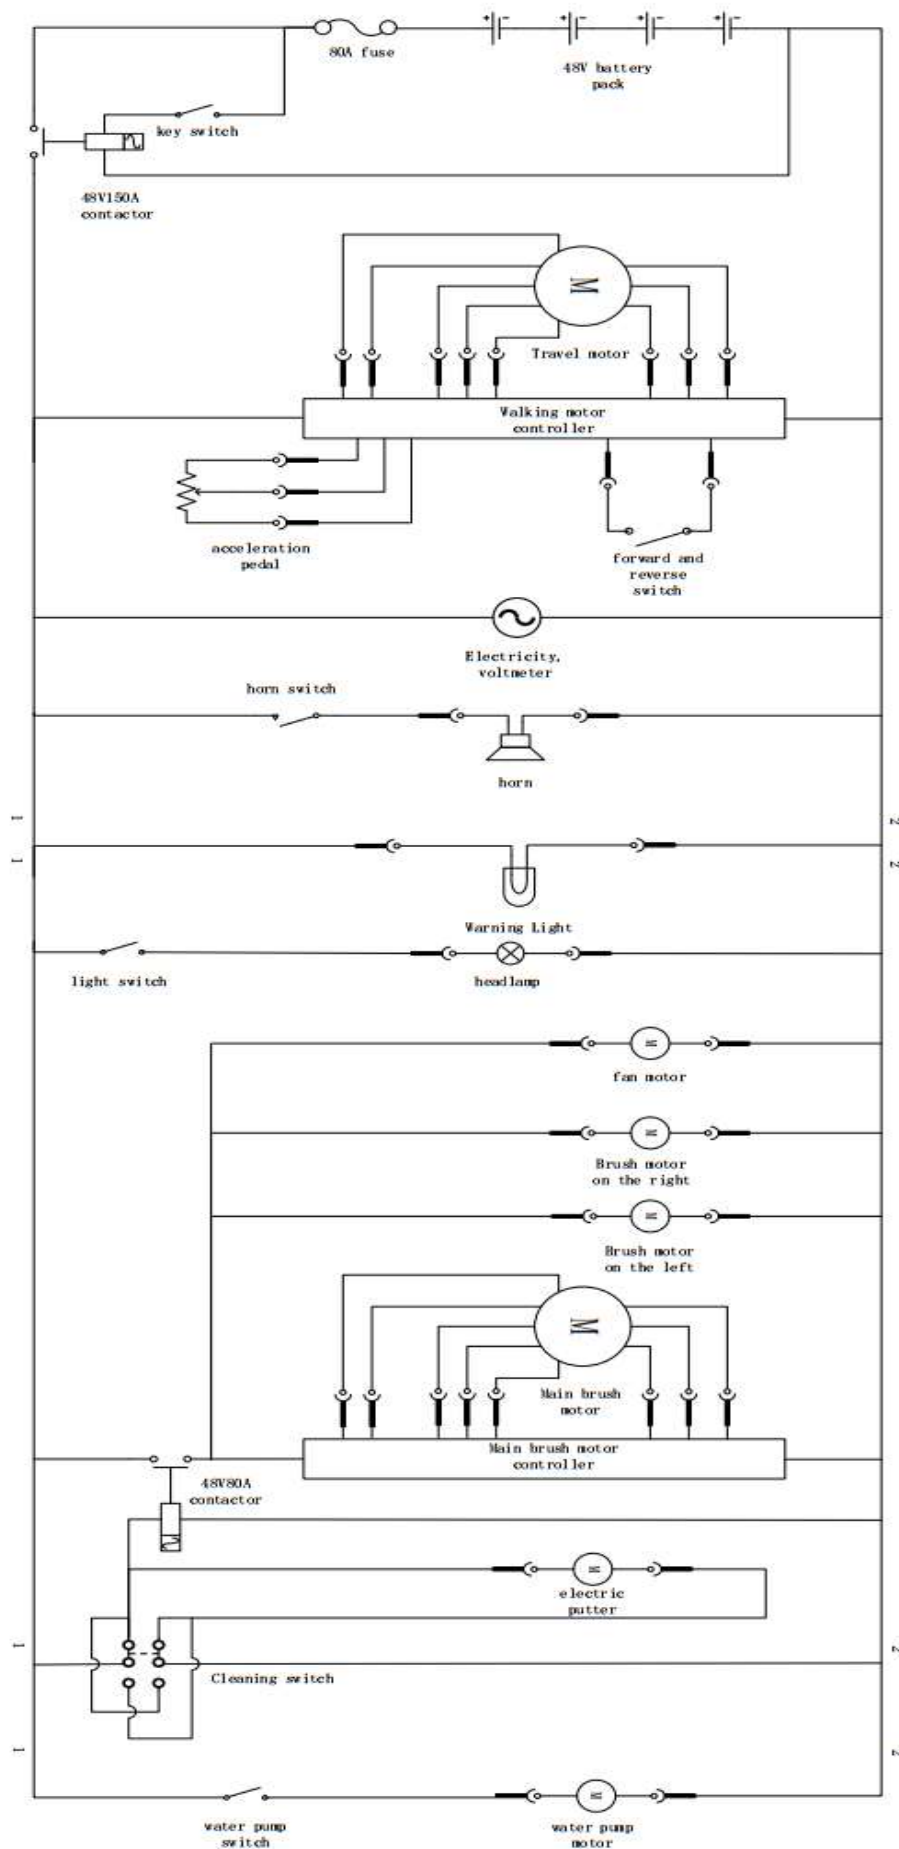 + - + - + - + -
80A fuse
48V battery
pack
key switch
48V150A
contactor
M
Travel motor
Walking motor
controller
acceleration
pedal
forward and
reverse
switch
Electricity,
voltmeter
horn switch
horn
1
2
1
2
Warning Light
light switch
headlamp
M
fan motor
M
Brush motor
on the right
M
Brush motor
on the left
M
Main brush
motor
Main brush motor
controller
48V80A
contactor
M
electric
putter
1
2
Cleaning switch
1
2
M
water pump
switch
water pump
motor